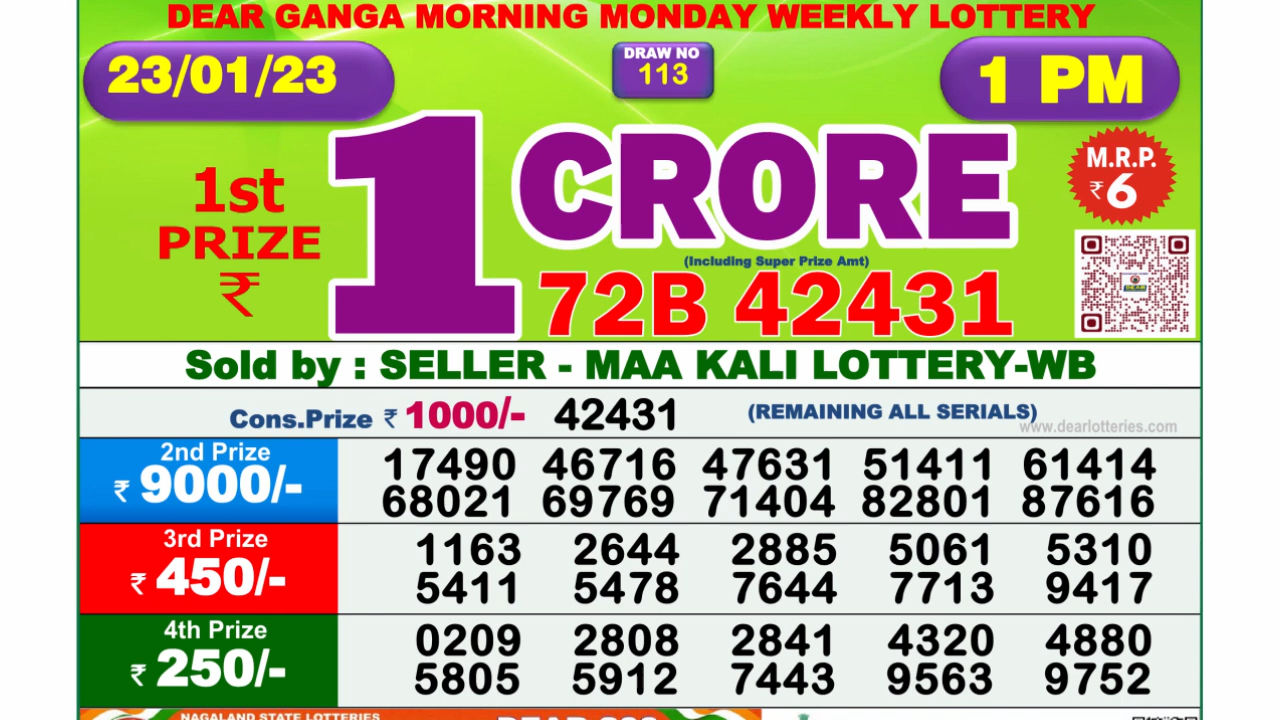 DEAR GANGA MORNING MONDAY WEEKLY LOTTERY
23/01/23
DRAW NO
113
1 PM
1st
PRIZE
₹
1 CRORE
M.R.P.
₹6
(Including Super Prize Amt)
72B 42431
Sold by : SELLER - MAA KALI LOTTERY-WB
Cons.Prize ₹ 1000/- 42431 (REMAINING ALL SERIALS)
www.dearlotteries.com
2nd Prize
₹ 9000/-
17490 46716 47631 51411 61414
68021 69769 71404 82801 87616
3rd Prize
₹ 450/-
1163 2644 2885 5061 5310
5411 5478 7644 7713 9417
4th Prize
₹ 250/-
0209 2808 2841 4320 4880
5805 5912 7443 9563 9752
NAGALAND STATE LOTTERIES